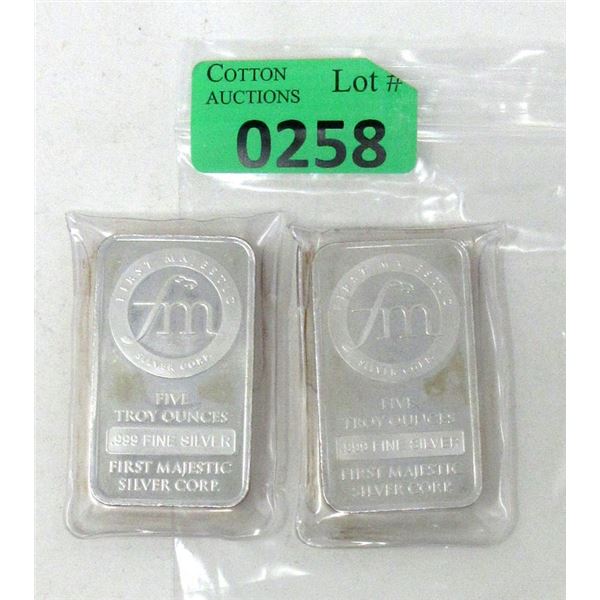 COTTON Lot #
AUCTIONS
0258
FIRST MAJESTIC
fm
SILVER CORP.
FIVE
TROY OUNCES
.999 FINE SILVER
FIRST MAJESTIC
SILVER CORP.
FIRST MAJESTIC
fm
SILVER CORP.
FIVE
TROY OUNCES
.999 FINE SILVER
FIRST MAJESTIC
SILVER CORP.